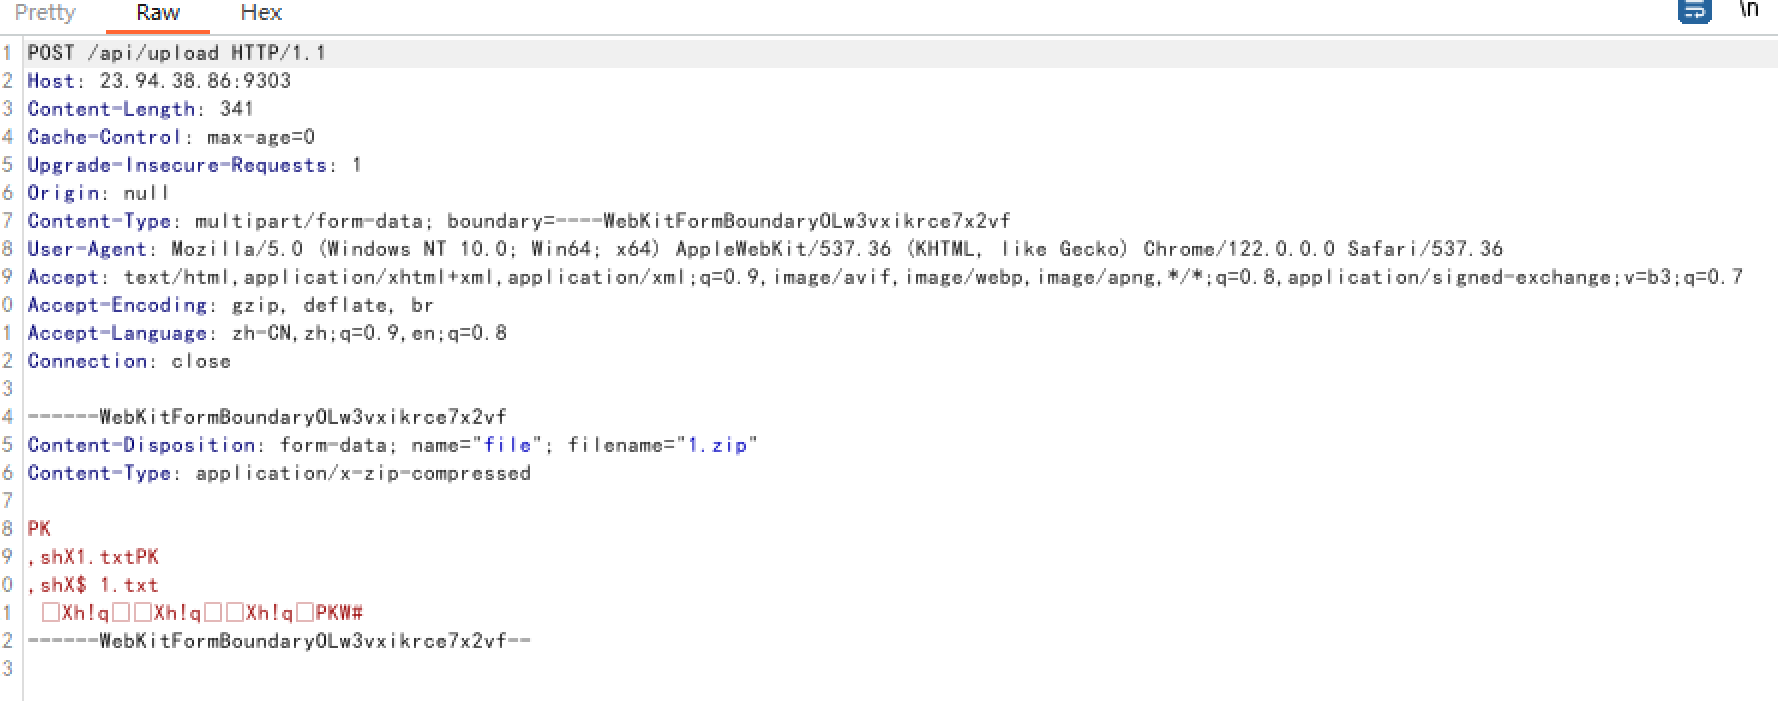 Pretty Raw Hex \n
1 POST /api/upload HTTP/1.1
2 Host: 23.94.38.86:9303
3 Content-Length: 341
4 Cache-Control: max-age=0
5 Upgrade-Insecure-Requests: 1
6 Origin: null
7 Content-Type: multipart/form-data; boundary=----WebKitFormBoundaryOLw3vxikrce7x2vf
8 User-Agent: Mozilla/5.0 (Windows NT 10.0; Win64; x64) AppleWebKit/537.36 (KHTML, like Gecko) Chrome/122.0.0.0 Safari/537.36
9 Accept: text/html,application/xhtml+xml,application/xml;q=0.9,image/avif,image/webp,image/apng,*/*;q=0.8,application/signed-exchange;v=b3;q=0.7
0 Accept-Encoding: gzip, deflate, br
1 Accept-Language: zh-CN,zh;q=0.9,en;q=0.8
2 Connection: close
3
4 ------WebKitFormBoundaryOLw3vxikrce7x2vf
5 Content-Disposition: form-data; name="file"; filename="1.zip"
6 Content-Type: application/x-zip-compressed
7
8 PK
9 ,shX1.txtPK
0 ,shX$ 1.txt
1 □Xh!q□□Xh!q□□Xh!q□PKW#
2 ------WebKitFormBoundaryOLw3vxikrce7x2vf--
3